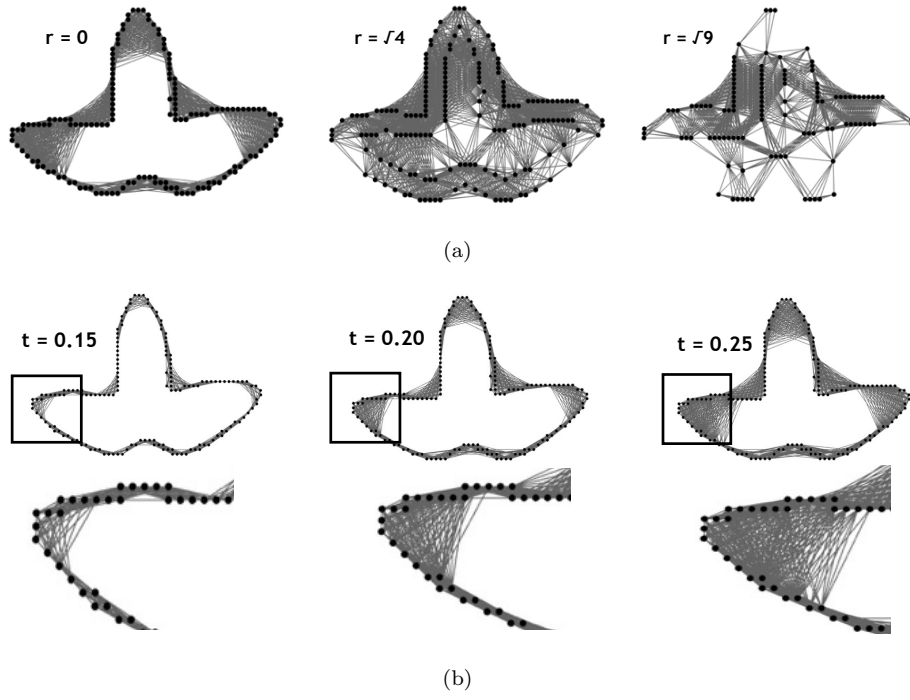 r = 0
r = √4
r = √9
(a)
t = 0.15
t = 0.20
t = 0.25
(b)